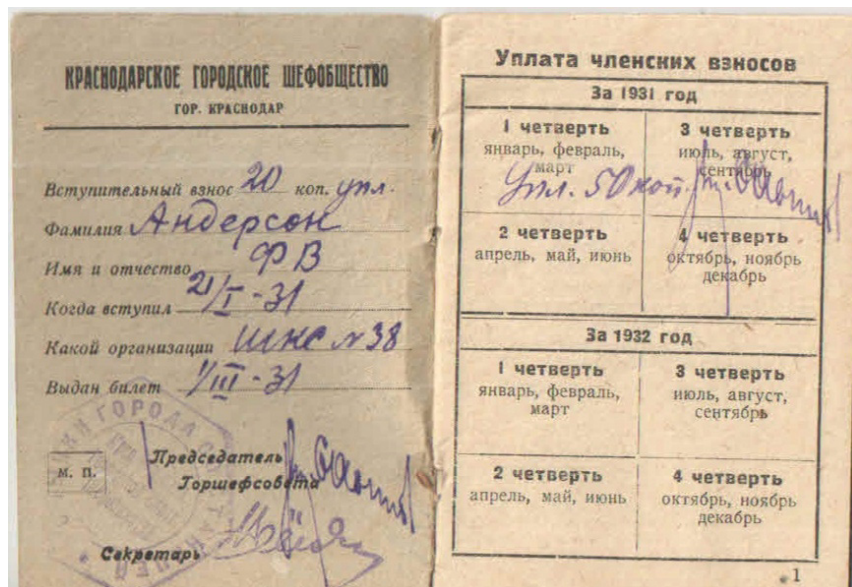 КРАСНОДАРСКОЕ ГОРОДСКОЕ ШЕФОБЩЕСТВО
ГОР. КРАСНОДАР
Вступительный взнос 20 коп. упл.
Фамилия Андерсон
Имя и отчество ФВ
Когда вступил 21/I-31
Какой организации ШКС №38
Выдан билет 1/III-31
М. П.
Председатель
Горшефсовета
Секретарь
Уплата членских взносов
За 1931 год
1 четверть
январь, февраль,
март
3 четверть
июль, август,
сентябрь
Упл. 50 коп.
2 четверть
апрель, май, июнь
4 четверть
октябрь, ноябрь
декабрь
За 1932 год
1 четверть
январь, февраль,
март
3 четверть
июль, август,
сентябрь
2 четверть
апрель, май, июнь
4 четверть
октябрь, ноябрь
декабрь
1